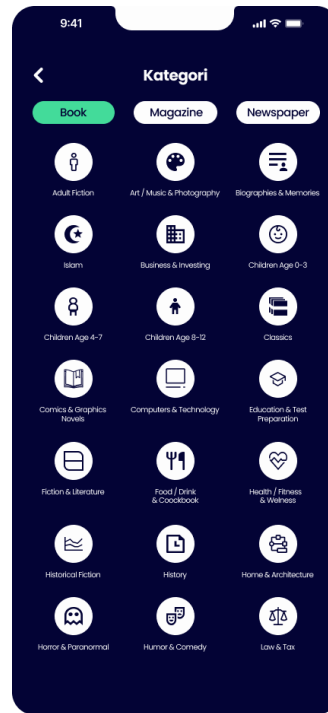 9:41
Kategori
Book Magazine Newspaper
Adult Fiction Art / Music & Photography Biographies & Memories
Islam Business & Investing Children Age 0-3
Children Age 4-7 Children Age 8-12 Classics
Comics & Graphics Novels Computers & Technology Education & Test Preparation
Fiction & Literature Food / Drink & Coockbook Health / Fitness & Welness
Historical Fiction History Home & Architecture
Horror & Paranormal Humor & Comedy Law & Tax